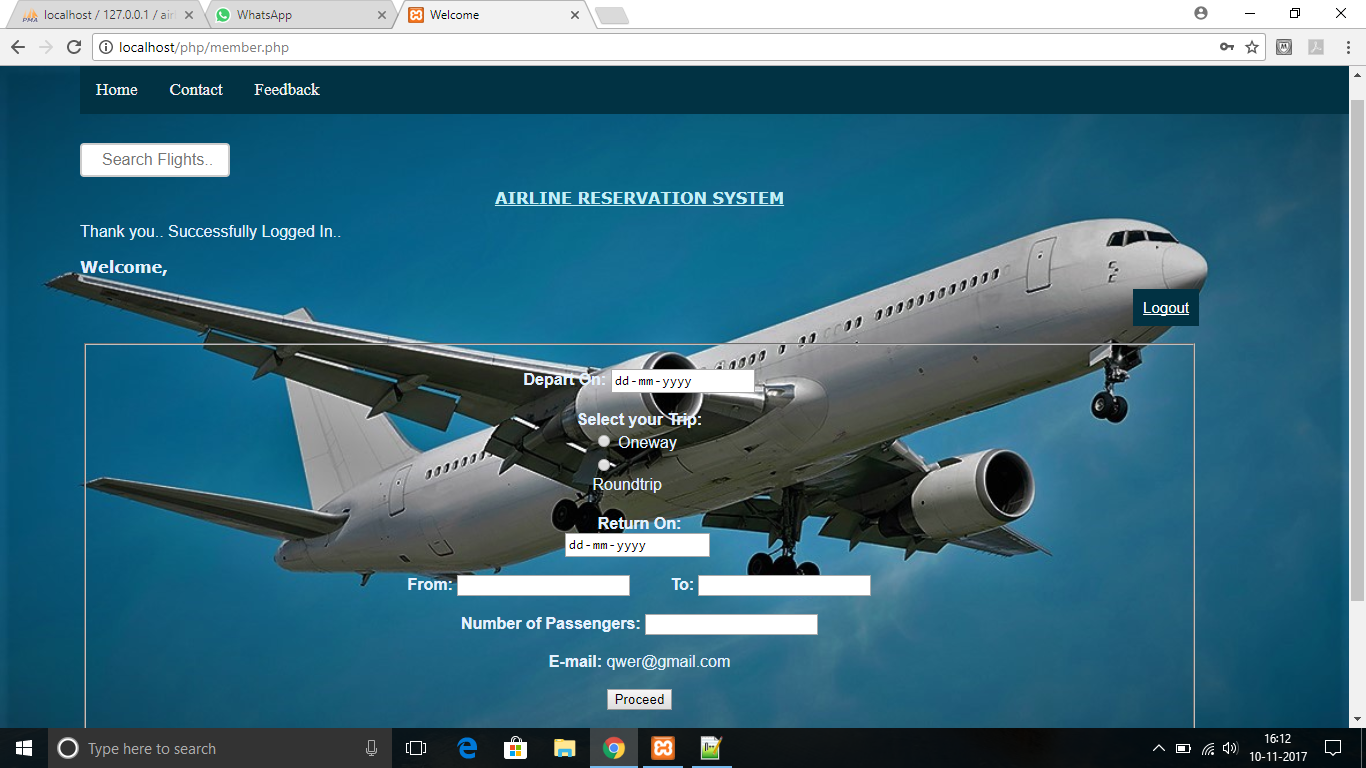 localhost / 127.0.0.1 / airl
WhatsApp
Welcome
localhost/php/member.php
Home Contact Feedback
Search Flights..
AIRLINE RESERVATION SYSTEM
Thank you.. Successfully Logged In..
Welcome,
Logout
Depart On: dd-mm-yyyy
Select your Trip:
Oneway
Roundtrip
Return On:
dd-mm-yyyy
From: To:
Number of Passengers:
E-mail: qwer@gmail.com
Proceed
Type here to search
16:12
10-11-2017